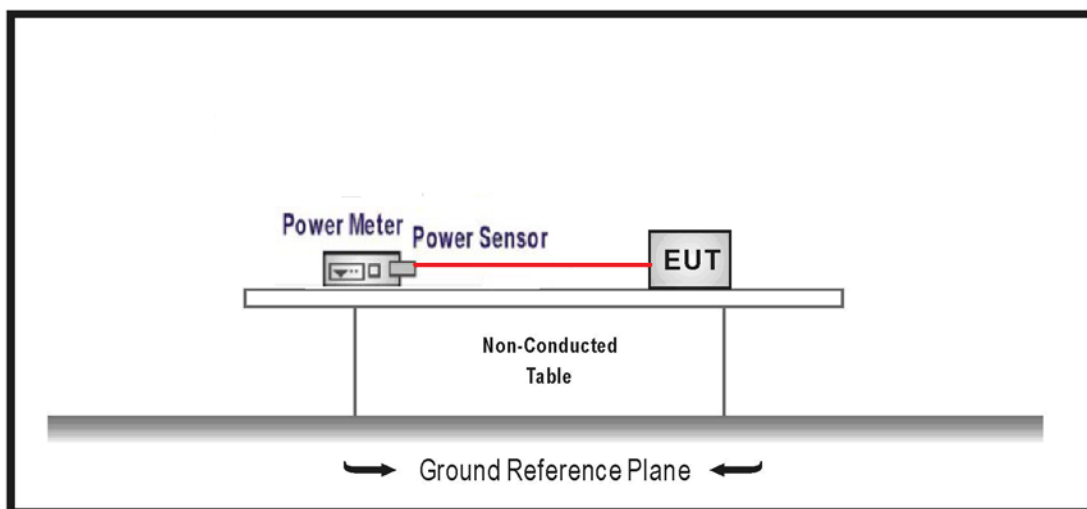 Power Meter
Power Sensor
EUT
Non-Conducted
Table
Ground Reference Plane